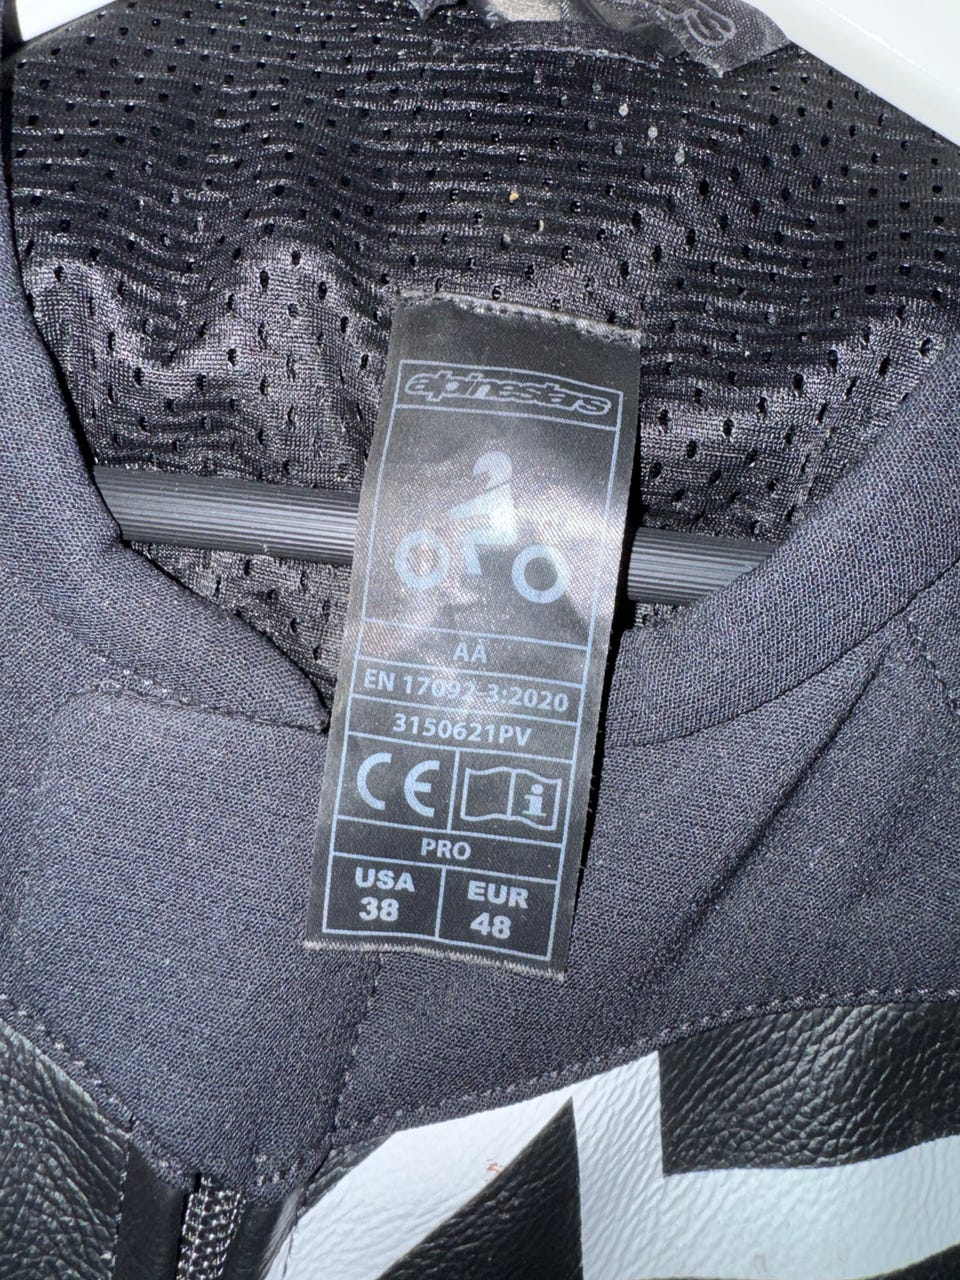 alpinestars
AA
EN 17092-3:2020
3150621PV
CE
i
PRO
USA EUR
38 48